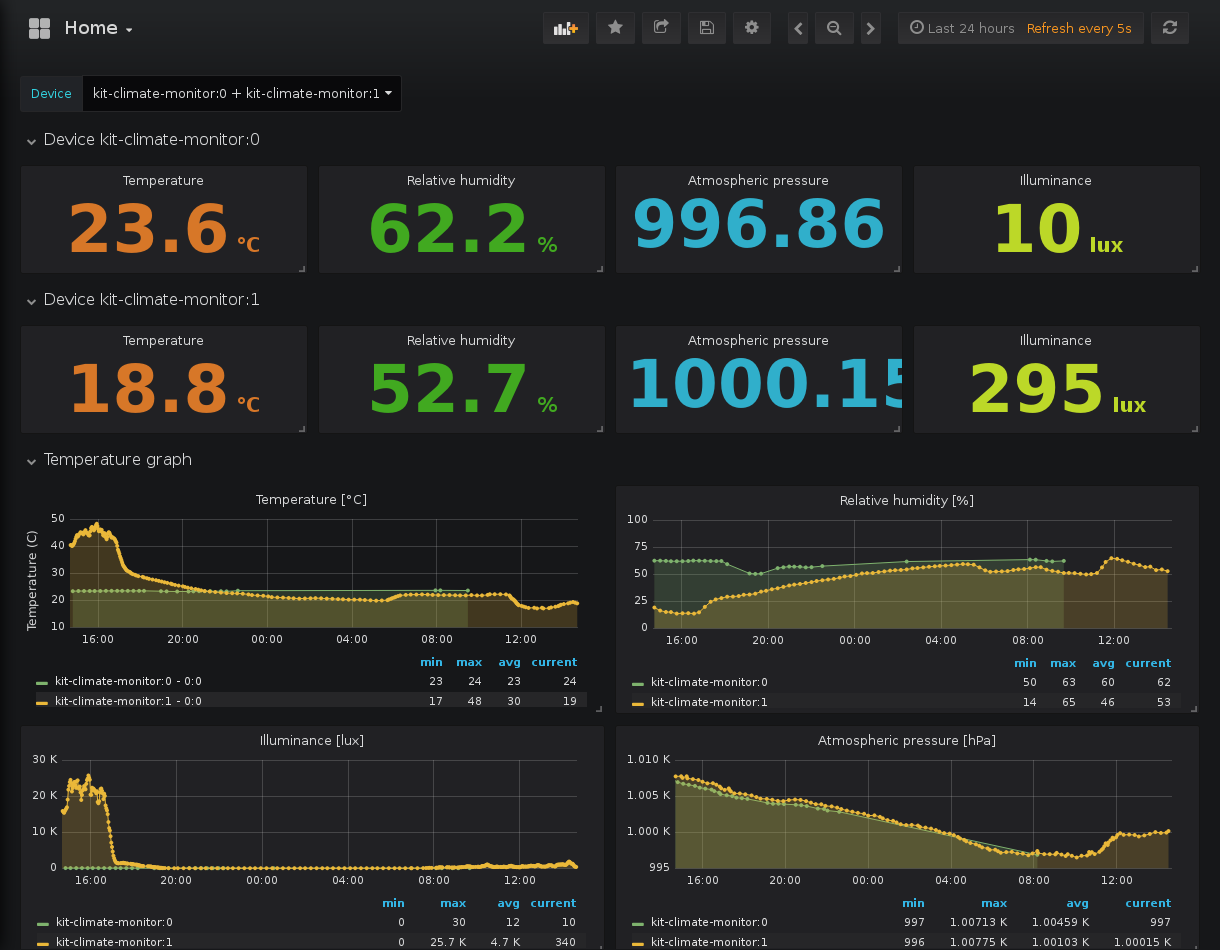 Home
Last 24 hours Refresh every 5s
Device kit-climate-monitor:0 + kit-climate-monitor:1
Device kit-climate-monitor:0
Temperature Relative humidity Atmospheric pressure Illuminance
23.6 °C 62.2 % 996.86 10 lux
Device kit-climate-monitor:1
Temperature Relative humidity Atmospheric pressure Illuminance
18.8 °C 52.7 % 1000.15 295 lux
Temperature graph
Temperature [°C]
Temperature (C)
50
40
30
20
10
16:00 20:00 00:00 04:00 08:00 12:00
min max avg current
kit-climate-monitor:0 - 0:0 23 24 23 24
kit-climate-monitor:1 - 0:0 17 48 30 19
Relative humidity [%]
100
75
50
25
0
16:00 20:00 00:00 04:00 08:00 12:00
min max avg current
kit-climate-monitor:0 50 63 60 62
kit-climate-monitor:1 14 65 46 53
Illuminance [lux]
30 K
20 K
10 K
0
16:00 20:00 00:00 04:00 08:00 12:00
min max avg current
kit-climate-monitor:0 0 30 12 10
kit-climate-monitor:1 0 25.7 K 4.7 K 340
Atmospheric pressure [hPa]
1.010 K
1.005 K
1.000 K
995
16:00 20:00 00:00 04:00 08:00 12:00
min max avg current
kit-climate-monitor:0 997 1.00713 K 1.00459 K 997
kit-climate-monitor:1 996 1.00775 K 1.00103 K 1.00015 K